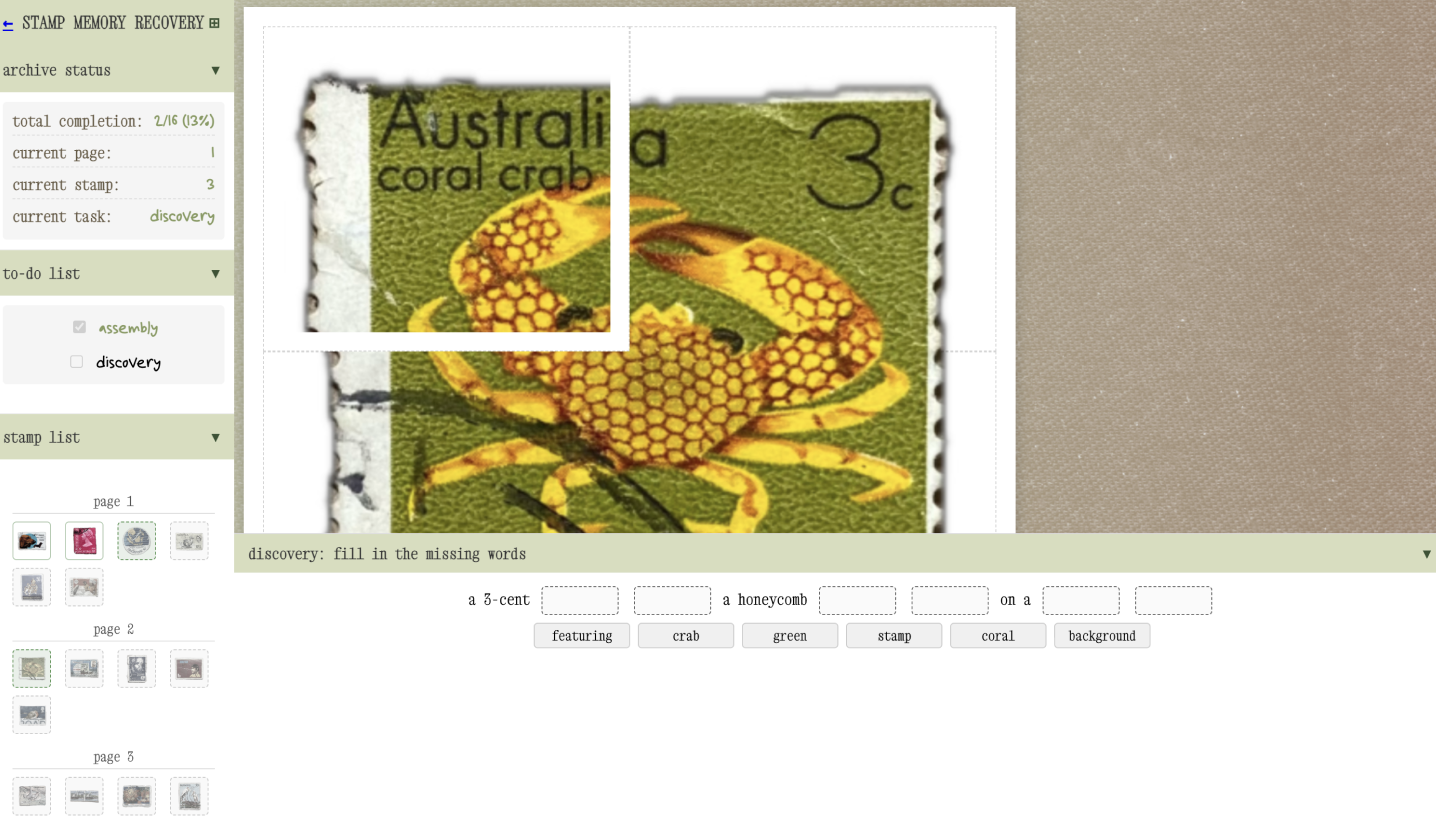 ← STAMP MEMORY RECOVERY ⊞
archive status ▼
total completion: 2/16 (13%)
current page: 1
current stamp: 3
current task: discovery
to-do list ▼
assembly
discovery
stamp list ▼
page 1
page 2
page 3
Australia 3c
coral crab
discovery: fill in the missing words ▼
a 3-cent a honeycomb on a
featuring crab green stamp coral background